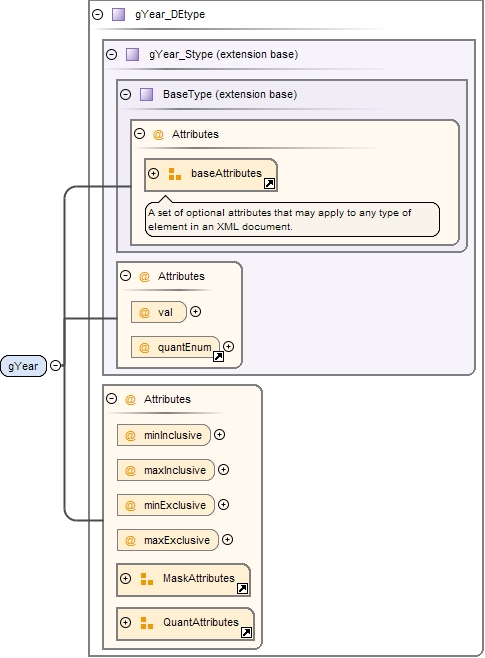 gYear_DEtype
gYear_Stype (extension base)
BaseType (extension base)
@ Attributes
baseAttributes
A set of optional attributes that may apply to any type of
element in an XML document.
@ Attributes
@ val
@ quantEnum
gYear
@ Attributes
@ minInclusive
@ maxInclusive
@ minExclusive
@ maxExclusive
MaskAttributes
QuantAttributes